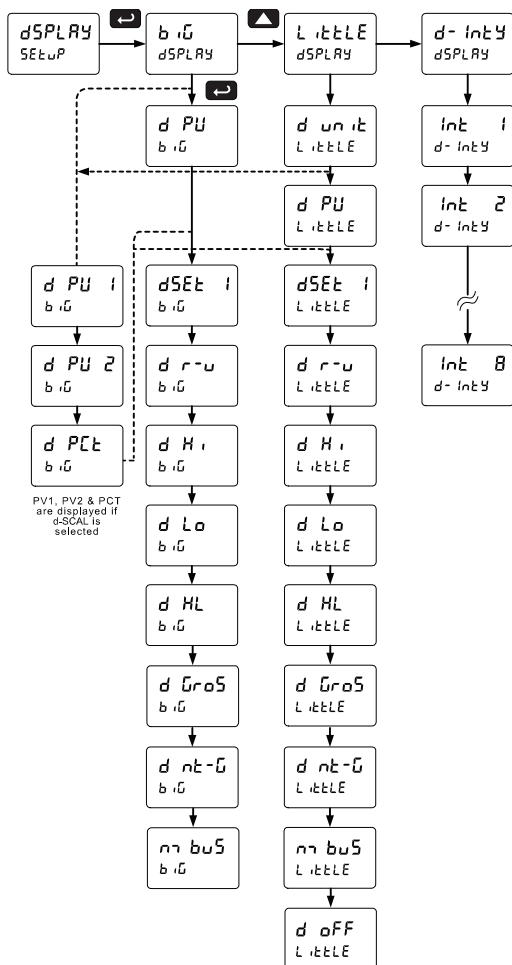 dSPLAY
SEtuP
biG
dSPLAY
LittLE
dSPLAY
d-IntY
dSPLAY
d PU
biG
d PU 1
biG
d PU 2
biG
d PCt
biG
PV1, PV2 & PCT
are displayed if
d-SCAL is
selected
dSEt 1
biG
d r-u
biG
d Hi
biG
d Lo
biG
d HL
biG
d GroS
biG
d nt-G
biG
m buS
biG
d unit
LittLE
d PU
LittLE
dSEt 1
LittLE
d r-u
LittLE
d Hi
LittLE
d Lo
LittLE
d HL
LittLE
d GroS
LittLE
d nt-G
LittLE
m buS
LittLE
d oFF
LittLE
Int 1
d-IntY
Int 2
d-IntY
Int 8
d-IntY